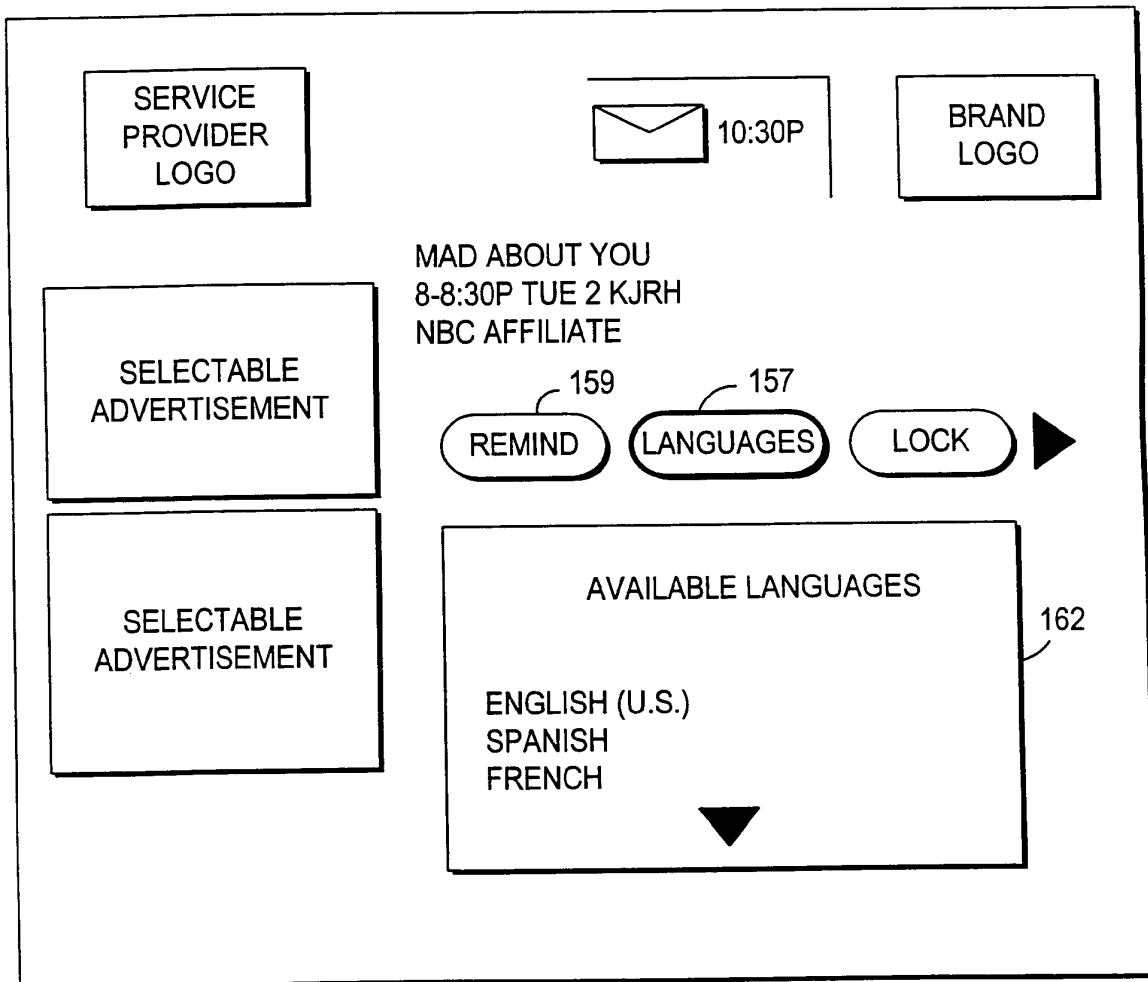 SERVICE
PROVIDER
LOGO
10:30P
BRAND
LOGO
MAD ABOUT YOU
8-8:30P TUE 2 KJRH
NBC AFFILIATE
SELECTABLE
ADVERTISEMENT
159
157
REMIND
LANGUAGES
LOCK
SELECTABLE
ADVERTISEMENT
AVAILABLE LANGUAGES
162
ENGLISH (U.S.)
SPANISH
FRENCH